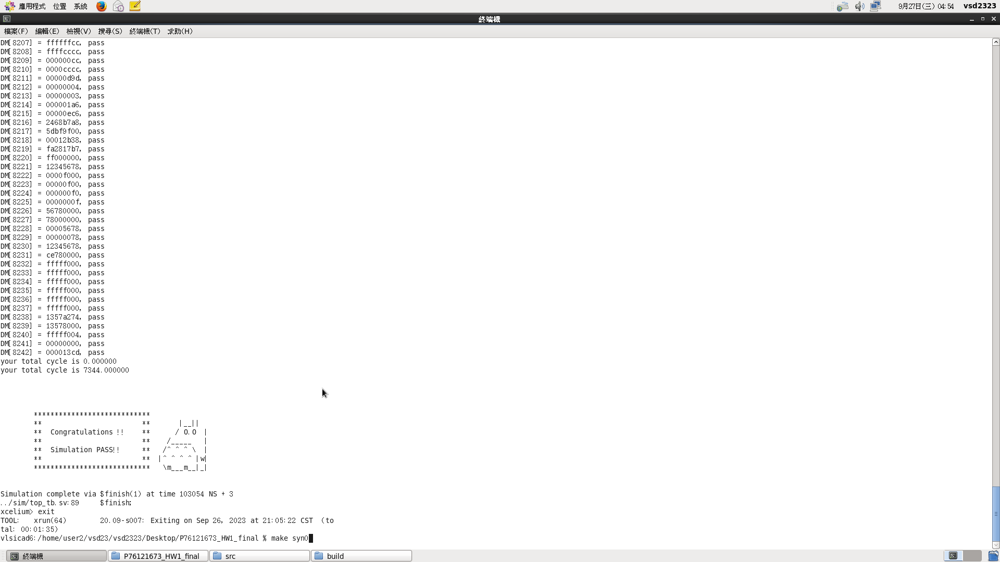 應用程式 位置 系統 9月27日(三) 04:54 vsd2323
終端機
檔案(F) 編輯(E) 檢視(V) 搜尋(S) 終端機(T) 求助(H)
DM[8207] = ffffffcc, pass
DM[8208] = ffffcccc, pass
DM[8209] = 000000cc, pass
DM[8210] = 0000cccc, pass
DM[8211] = 00000d9d, pass
DM[8212] = 00000004, pass
DM[8213] = 00000003, pass
DM[8214] = 000001a6, pass
DM[8215] = 00000ec6, pass
DM[8216] = 2468b7a8, pass
DM[8217] = 5dbf9f00, pass
DM[8218] = 00012b38, pass
DM[8219] = fa2817b7, pass
DM[8220] = ff000000, pass
DM[8221] = 12345678, pass
DM[8222] = 0000f000, pass
DM[8223] = 00000f00, pass
DM[8224] = 000000f0, pass
DM[8225] = 0000000f, pass
DM[8226] = 56780000, pass
DM[8227] = 78000000, pass
DM[8228] = 00005678, pass
DM[8229] = 00000078, pass
DM[8230] = 12345678, pass
DM[8231] = ce780000, pass
DM[8232] = fffff000, pass
DM[8233] = fffff000, pass
DM[8234] = fffff000, pass
DM[8235] = fffff000, pass
DM[8236] = fffff000, pass
DM[8237] = fffff000, pass
DM[8238] = 1357a274, pass
DM[8239] = 13578000, pass
DM[8240] = fffff004, pass
DM[8241] = 00000000, pass
DM[8242] = 000013cd, pass
your total cycle is 0.000000
your total cycle is 7344.000000
****************************
**                        **       |__||
**  Congratulations !!    **      / O.O  |
**                        **    /_____   |
**  Simulation PASS!!     **   /^ ^ ^ \  |
**                        **  |^ ^ ^ ^ |w|
****************************   \m___m__|_|
Simulation complete via $finish(1) at time 103054 NS + 3
../sim/top_tb.sv:89     $finish;
xcelium> exit
TOOL:   xrun(64)        20.09-s007: Exiting on Sep 26, 2023 at 21:05:22 CST  (to
tal: 00:01:35)
vlsicad6:/home/user2/vsd23/vsd2323/Desktop/P76121673_HW1_final % make syn0
終端機 P76121673_HW1_final src build